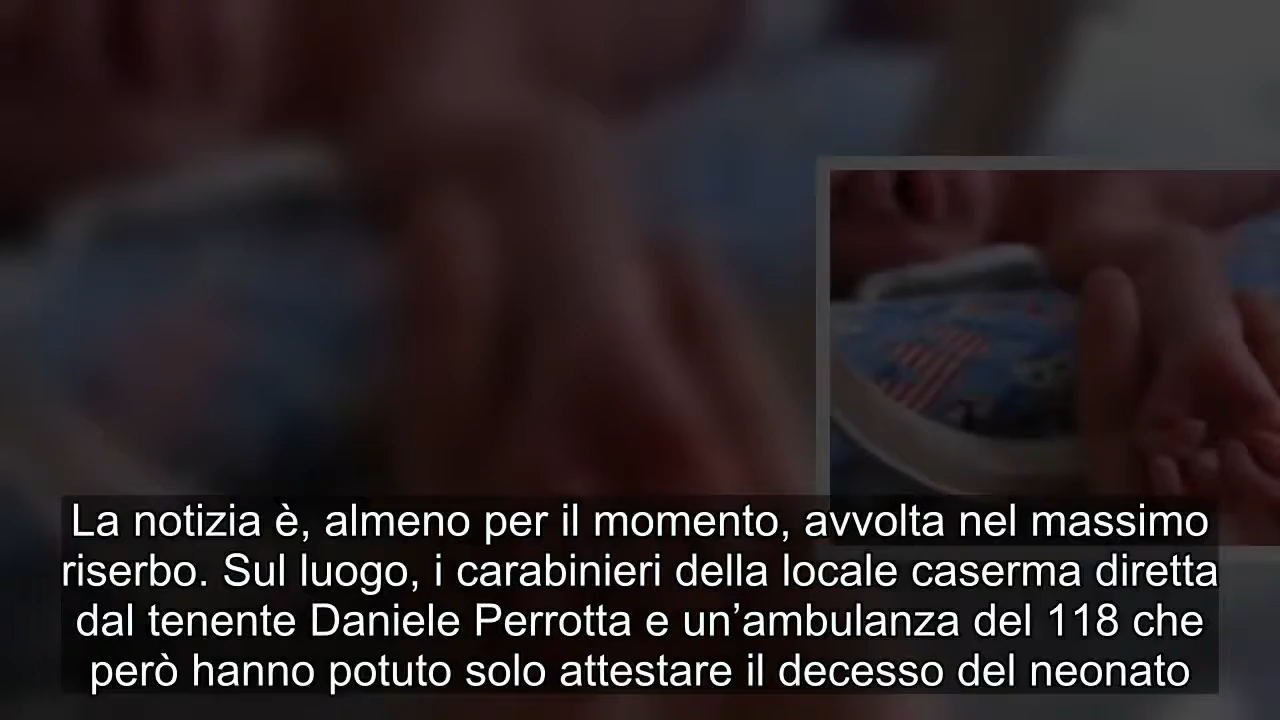 La notizia è, almeno per il momento, avvolta nel massimo
riserbo. Sul luogo, i carabinieri della locale caserma diretta
dal tenente Daniele Perrotta e un’ambulanza del 118 che
però hanno potuto solo attestare il decesso del neonato